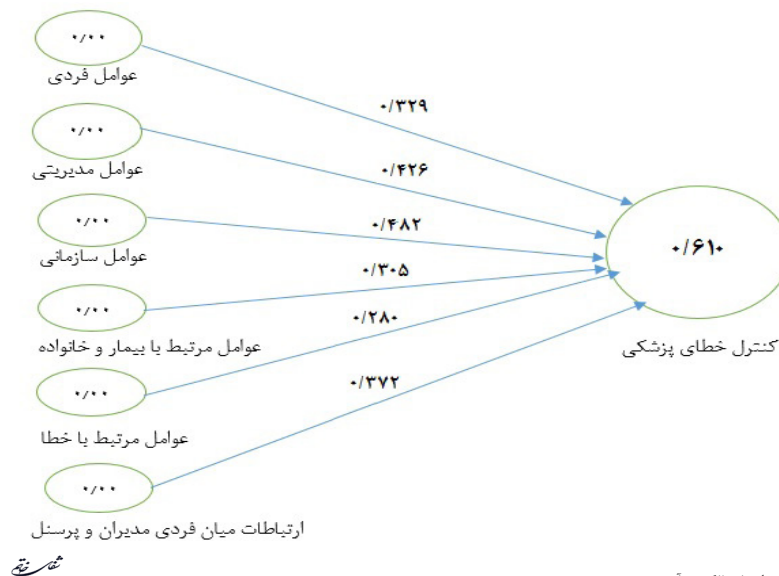 ۰/۰۰
عوامل فردی
۰/۳۲۹
۰/۰۰
عوامل مدیریتی
۰/۴۲۶
۰/۰۰
عوامل سازمانی
۰/۴۸۲
۰/۶۱۰
کنترل خطای پزشکی
۰/۳۰۵
۰/۰۰
عوامل مرتبط با بیمار و خانواده
۰/۲۸۰
۰/۰۰
عوامل مرتبط با خطا
۰/۳۷۲
۰/۰۰
ارتباطات میان فردی مدیران و پرسنل
شفای خاتم